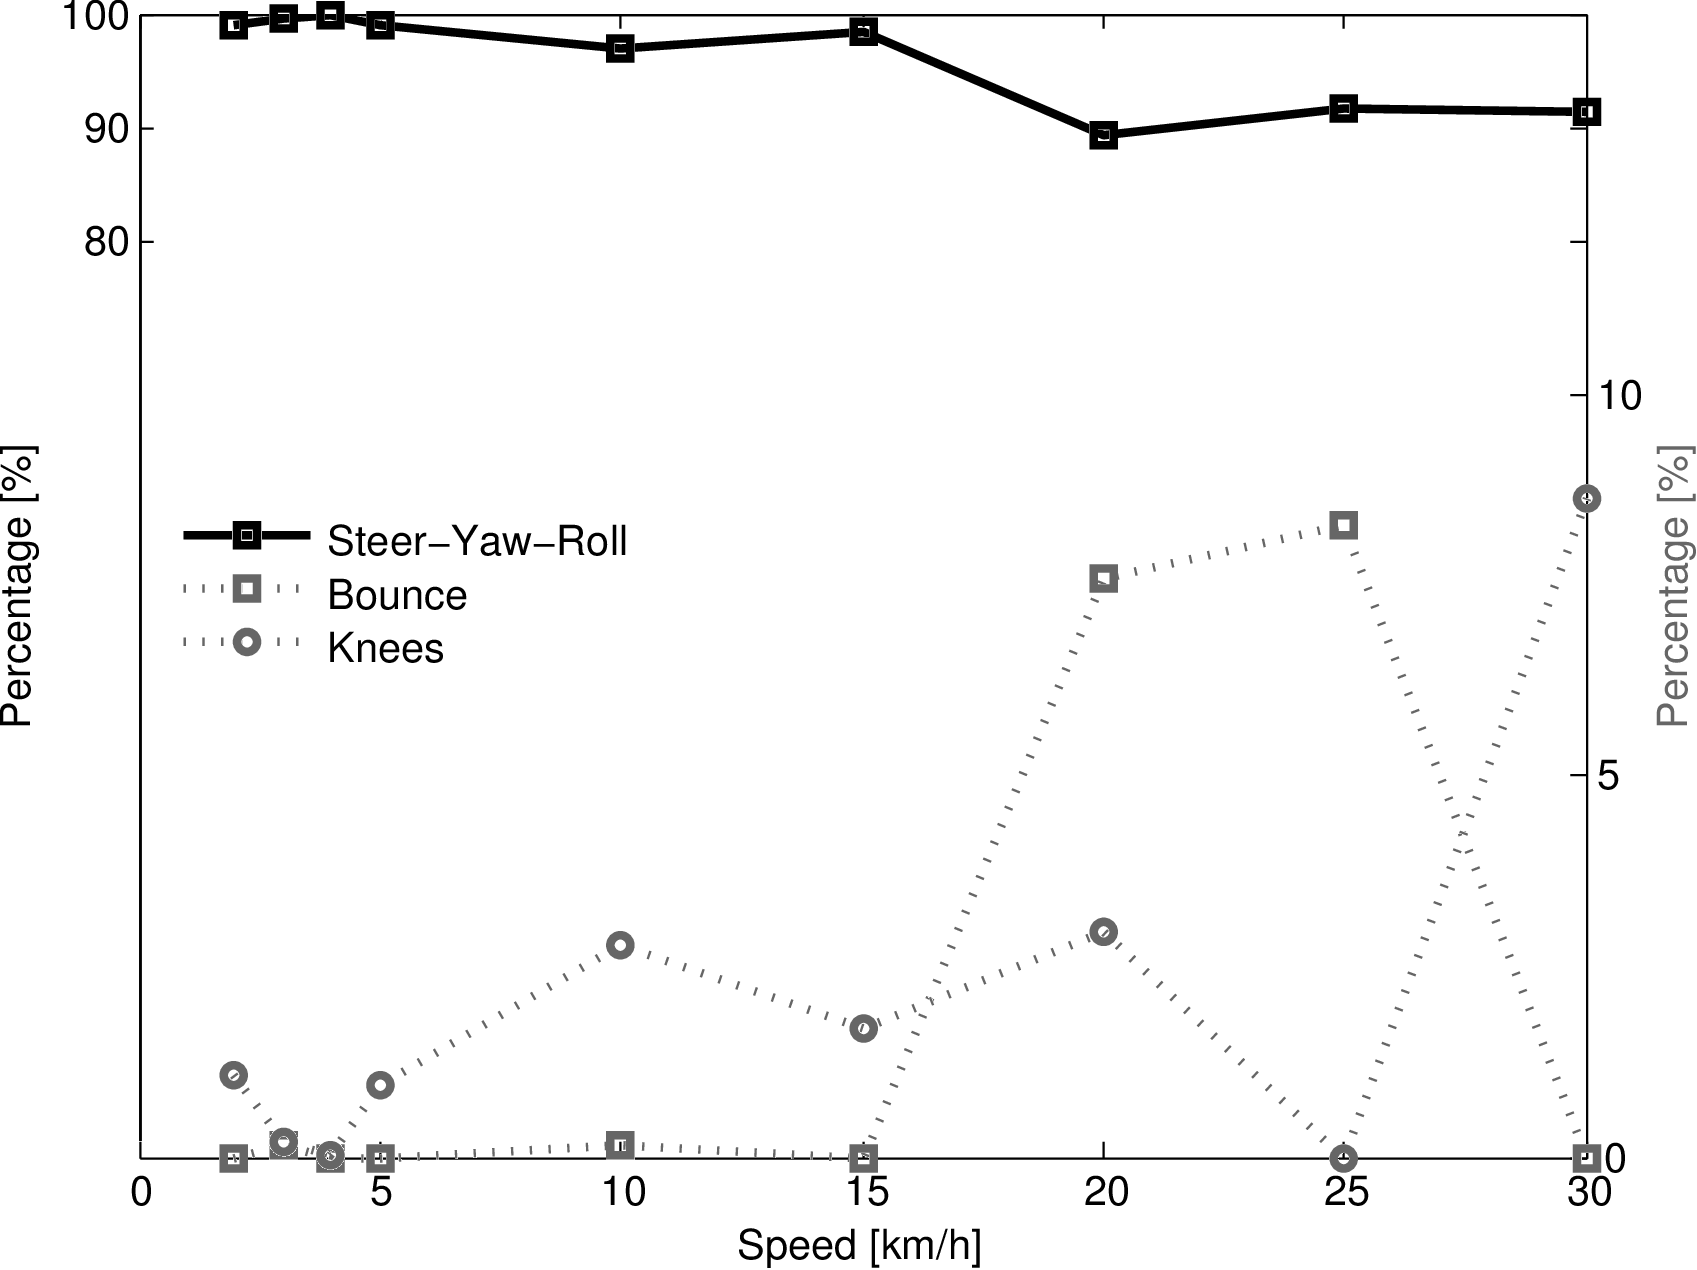 100
90
80
10
5
0
Percentage [%]
Percentage [%]
Steer–Yaw–Roll
Bounce
Knees
0 5 10 15 20 25 30
Speed [km/h]